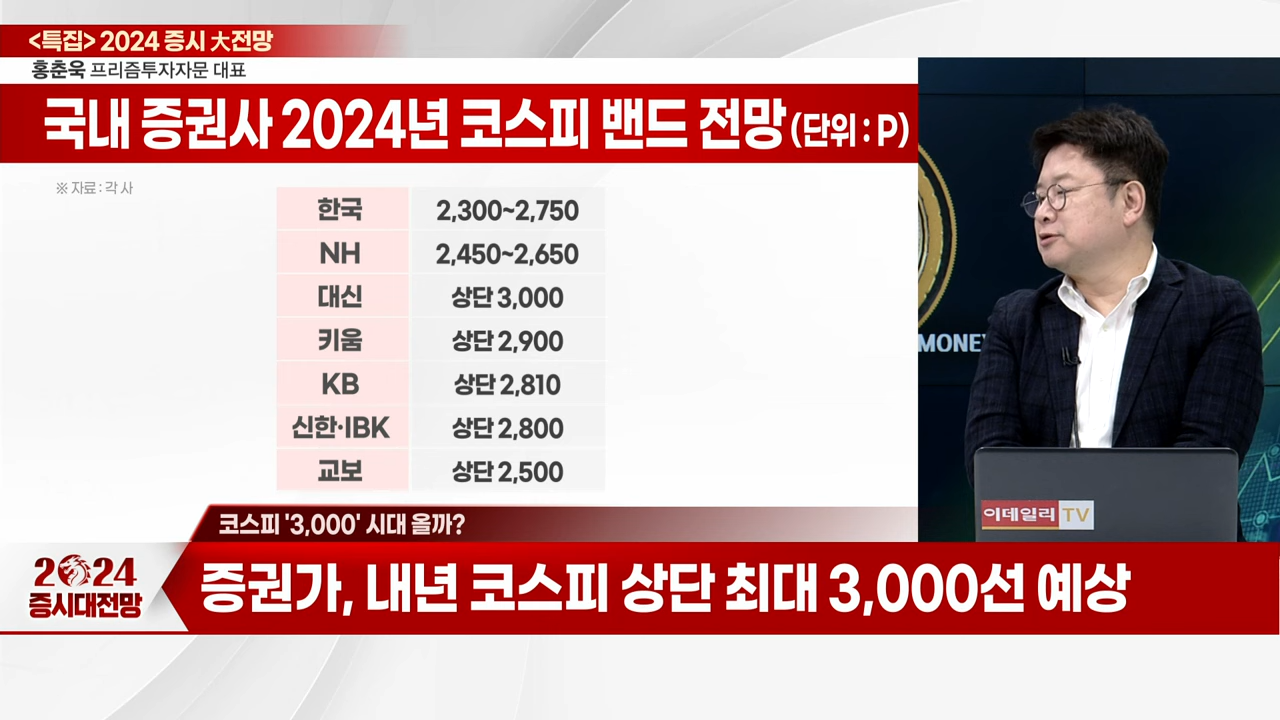 <특집> 2024 증시 大전망
홍춘욱 프리즘투자자문 대표
국내 증권사 2024년 코스피 밴드 전망(단위 : P)
※ 자료 : 각 사
한국 2,300~2,750
NH 2,450~2,650
대신 상단 3,000
키움 상단 2,900
KB 상단 2,810
신한·IBK 상단 2,800
교보 상단 2,500
MONEY
이데일리 TV
코스피 '3,000' 시대 올까?
2024
증시대전망
증권가, 내년 코스피 상단 최대 3,000선 예상